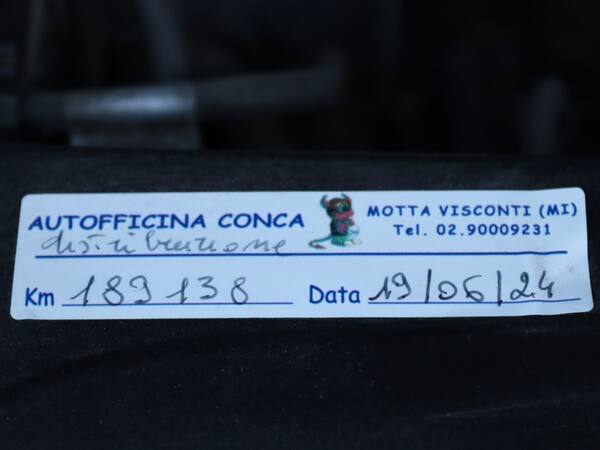 AUTOFFICINA CONCA
MOTTA VISCONTI (MI)
Tel. 02.90009231
distribuzione
Km 189138 Data 19/06/24